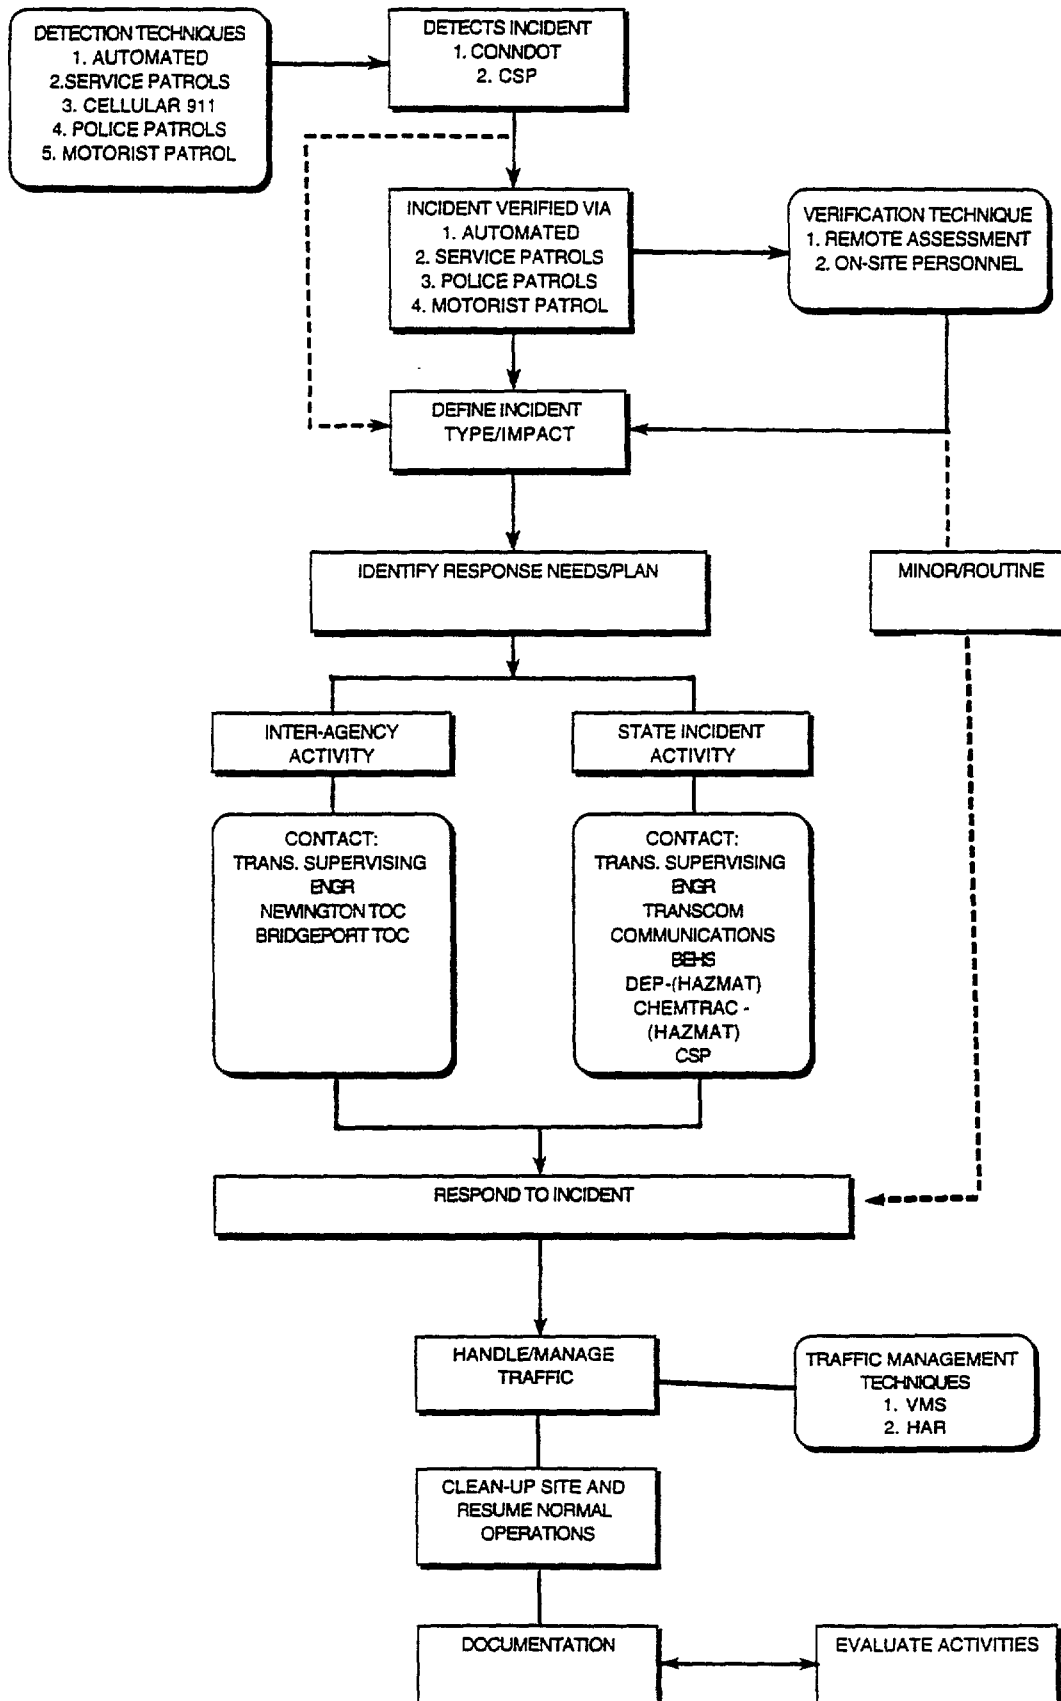 DETECTION TECHNIQUES
1. AUTOMATED
2.SERVICE PATROLS
3. CELLULAR 911
4. POLICE PATROLS
5. MOTORIST PATROL
DETECTS INCIDENT
1. CONNDOT
2. CSP
INCIDENT VERIFIED VIA
1. AUTOMATED
2. SERVICE PATROLS
3. POLICE PATROLS
4. MOTORIST PATROL
VERIFICATION TECHNIQUE
1. REMOTE ASSESSMENT
2. ON-SITE PERSONNEL
DEFINE INCIDENT
TYPE/IMPACT
IDENTIFY RESPONSE NEEDS/PLAN
MINOR/ROUTINE
INTER-AGENCY
ACTIVITY
STATE INCIDENT
ACTIVITY
CONTACT:
TRANS. SUPERVISING
ENGR
NEWINGTON TOC
BRIDGEPORT TOC
CONTACT:
TRANS. SUPERVISING
ENGR
TRANSCOM
COMMUNICATIONS
BEHS
DEP-(HAZMAT)
CHEMTRAC -
(HAZMAT)
CSP
RESPOND TO INCIDENT
HANDLE/MANAGE
TRAFFIC
TRAFFIC MANAGEMENT
TECHNIQUES
1. VMS
2. HAR
CLEAN-UP SITE AND
RESUME NORMAL
OPERATIONS
DOCUMENTATION
EVALUATE ACTIVITIES